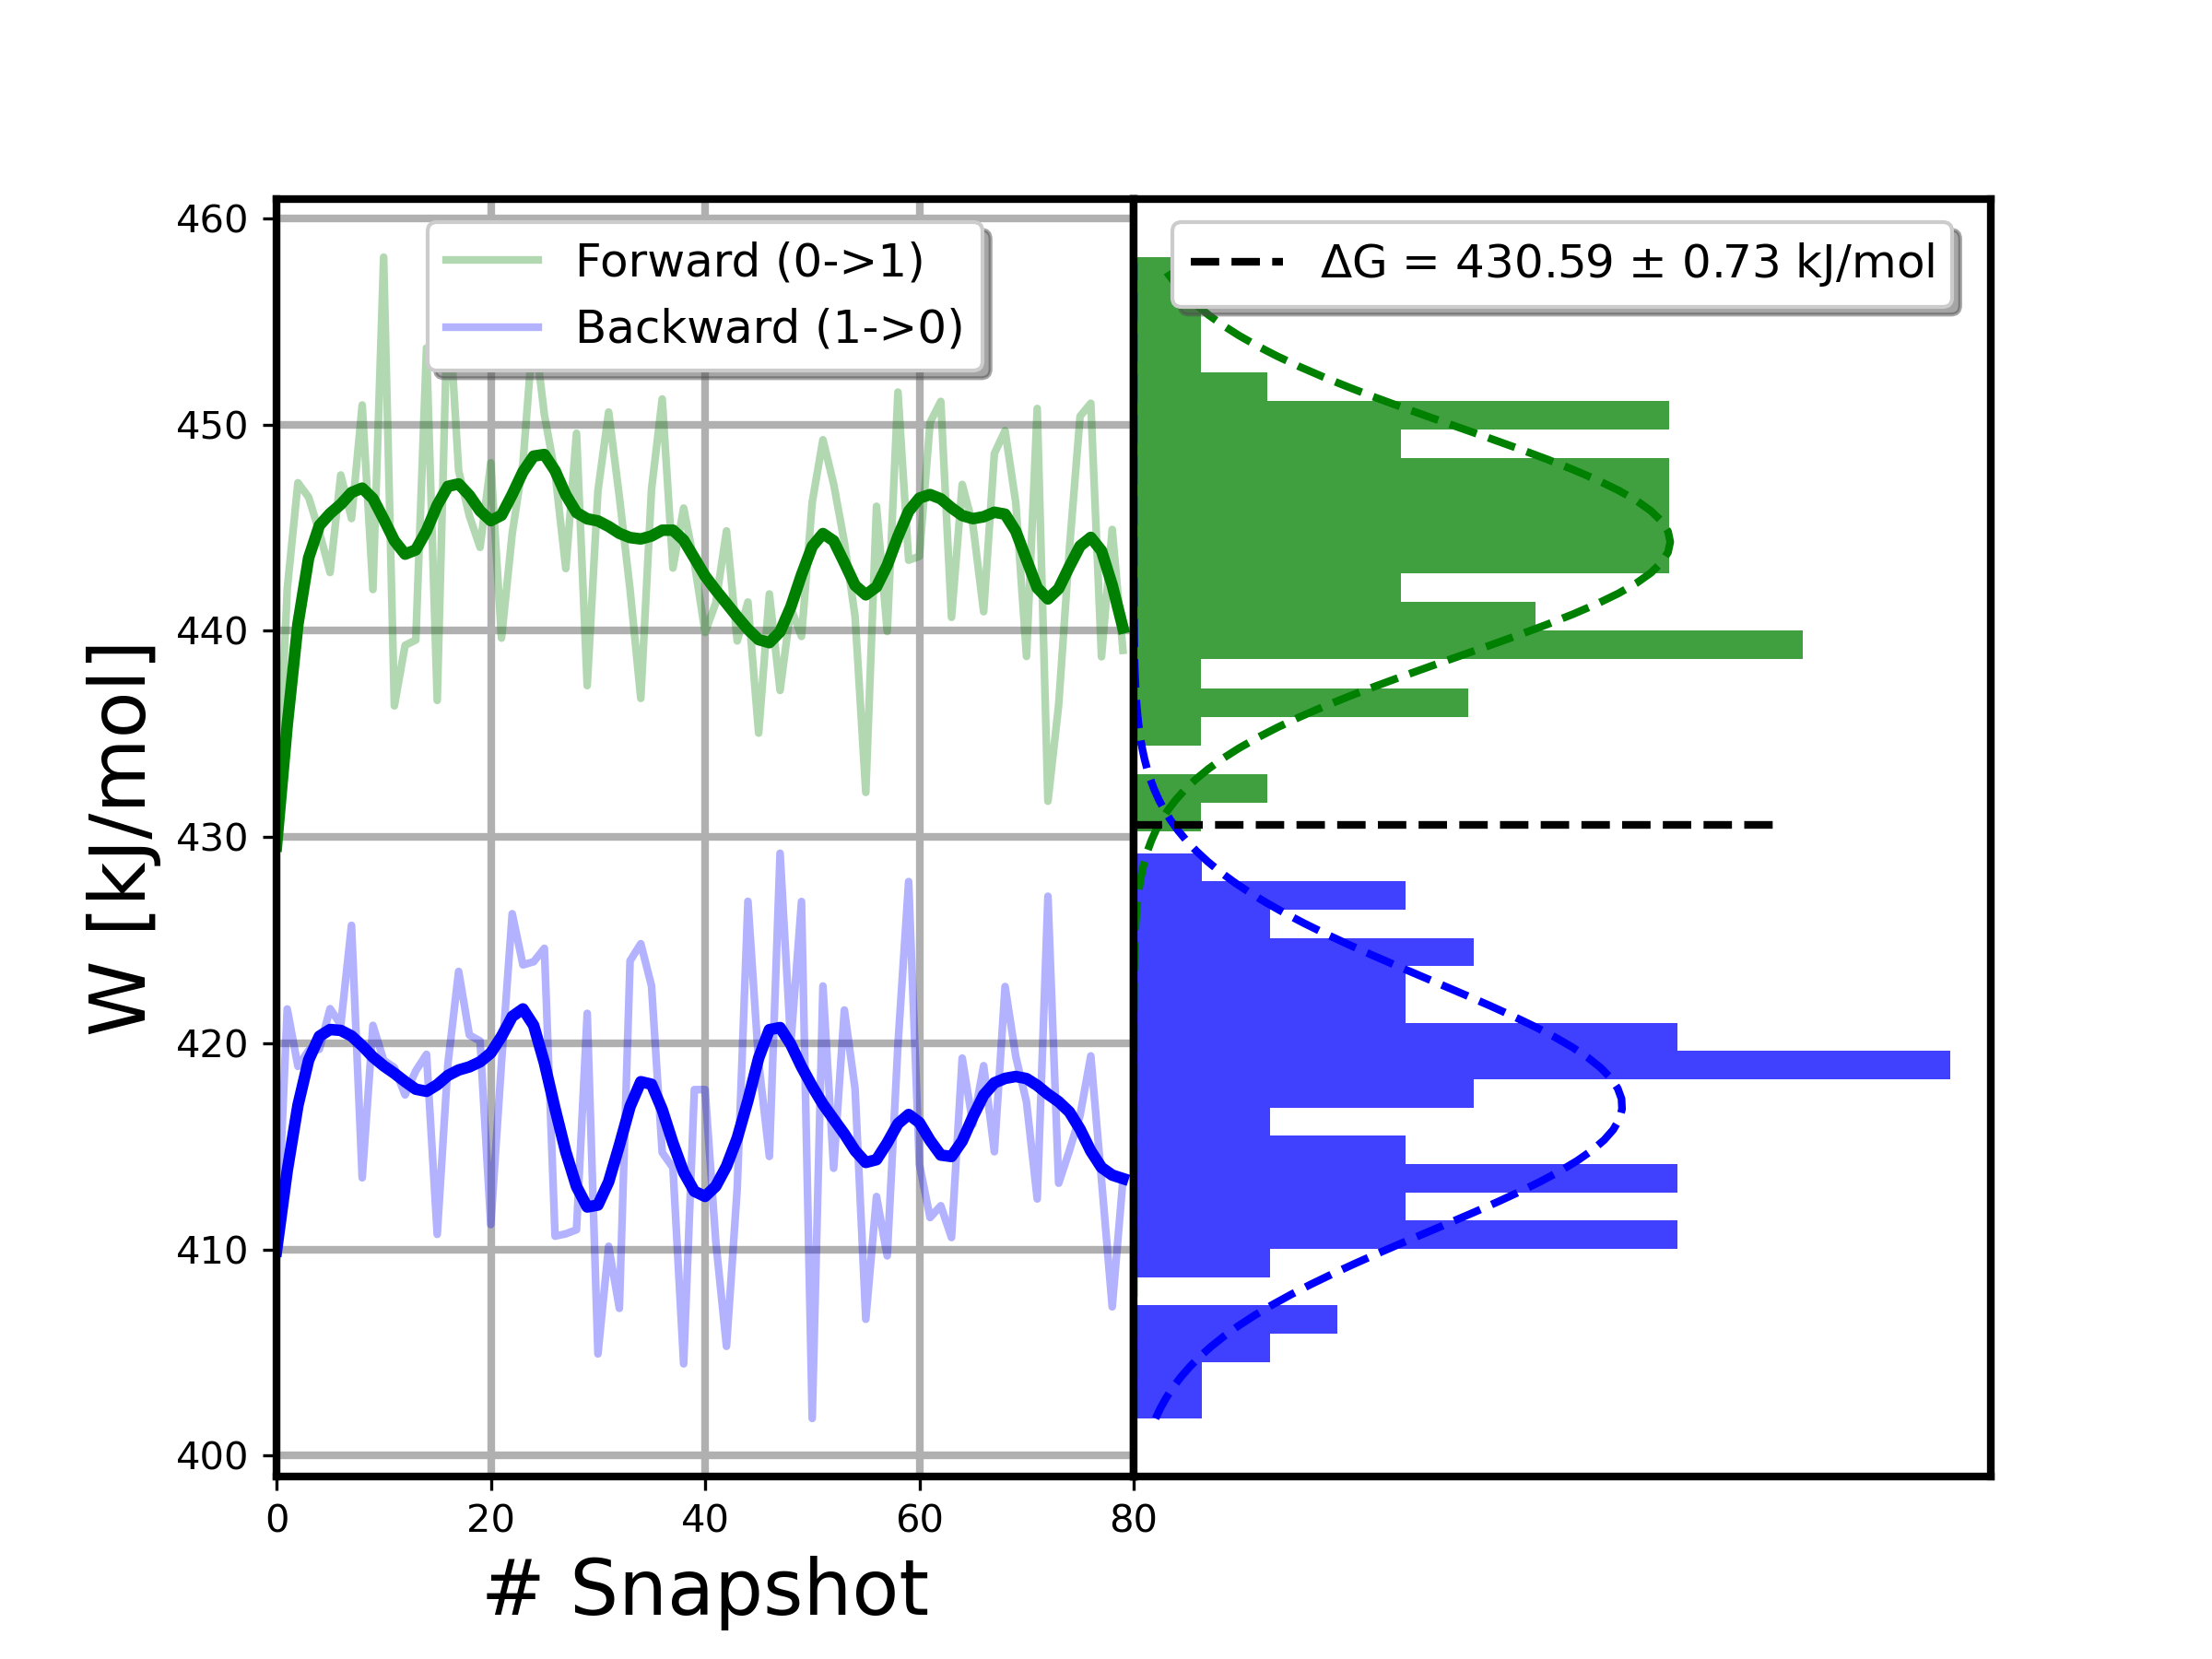 Forward (0->1)
Backward (1->0)
ΔG = 430.59 ± 0.73 kJ/mol
W [kJ/mol]
460
450
440
430
420
410
400
0 20 40 60 80
# Snapshot